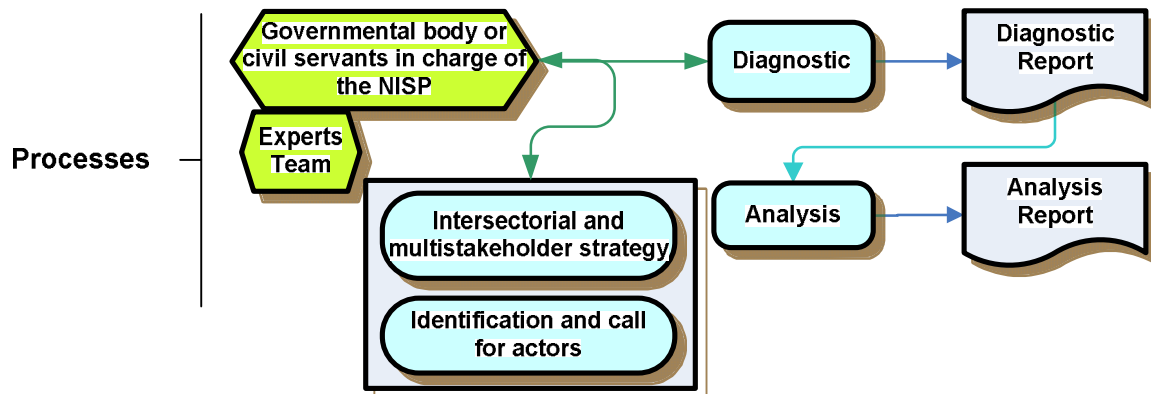 Processes
Governmental body or
civil servants in charge of
the NISP
Experts
Team
Diagnostic
Diagnostic
Report
Intersectorial and
multistakeholder strategy
Identification and call
for actors
Analysis
Analysis
Report